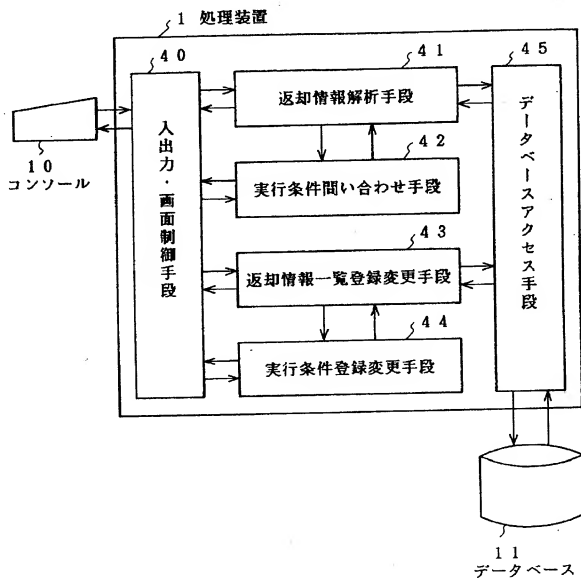 1 処理装置
40
41
45
返却情報解析手段
42
実行条件問い合わせ手段
43
返却情報一覧登録変更手段
44
実行条件登録変更手段
入出力・画面制御手段
データベースアクセス手段
10
コンソール
11
データベース